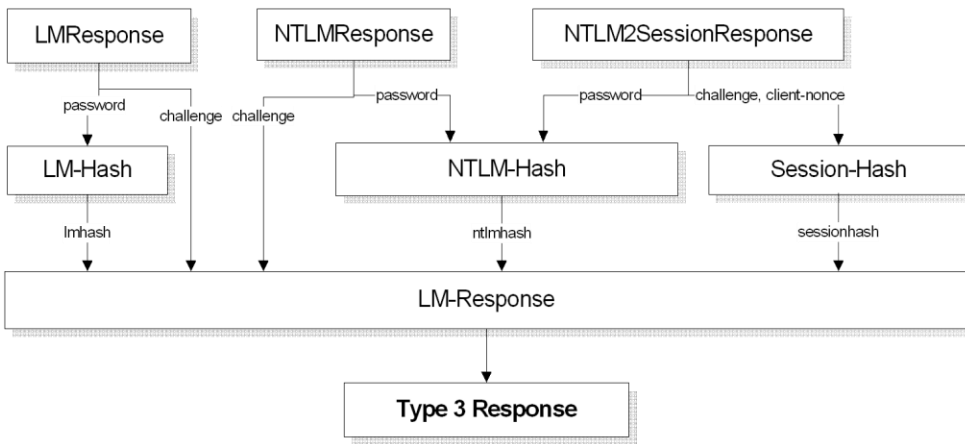 LMResponse
NTLMResponse
NTLM2SessionResponse
password
challenge
challenge
password
password
challenge, client-nonce
LM-Hash
NTLM-Hash
Session-Hash
lmhash
ntlmhash
sessionhash
LM-Response
Type 3 Response